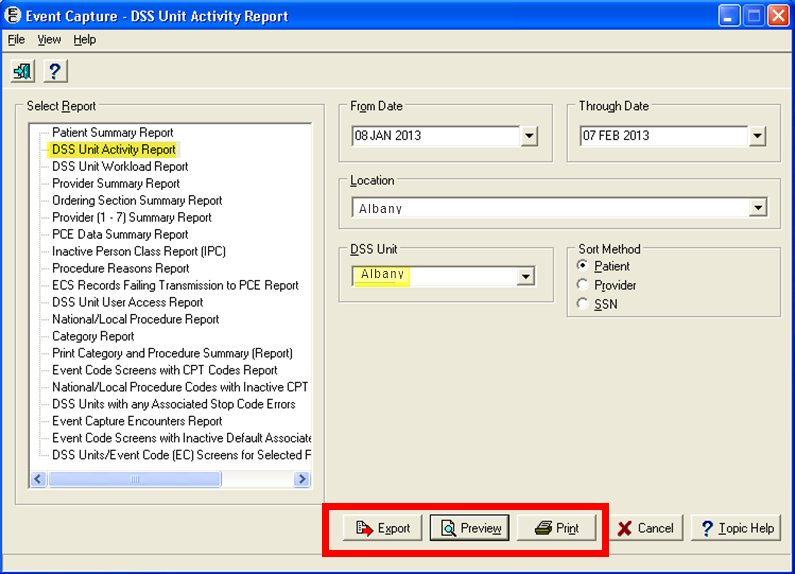 Event Capture - DSS Unit Activity Report
File View Help
Select Report
Patient Summary Report
DSS Unit Activity Report
DSS Unit Workload Report
Provider Summary Report
Ordering Section Summary Report
Provider (1 - 7) Summary Report
PCE Data Summary Report
Inactive Person Class Report (IPC)
Procedure Reasons Report
ECS Records Failing Transmission to PCE Report
DSS Unit User Access Report
National/Local Procedure Report
Category Report
Print Category and Procedure Summary (Report)
Event Code Screens with CPT Codes Report
National/Local Procedure Codes with Inactive CPT
DSS Units with any Associated Stop Code Errors
Event Capture Encounters Report
Event Code Screens with Inactive Default Associate
DSS Units/Event Code (EC) Screens for Selected F
From Date
08 JAN 2013
Through Date
07 FEB 2013
Location
Albany
DSS Unit
Albany
Sort Method
Patient
Provider
SSN
Export Preview Print Cancel ? Topic Help